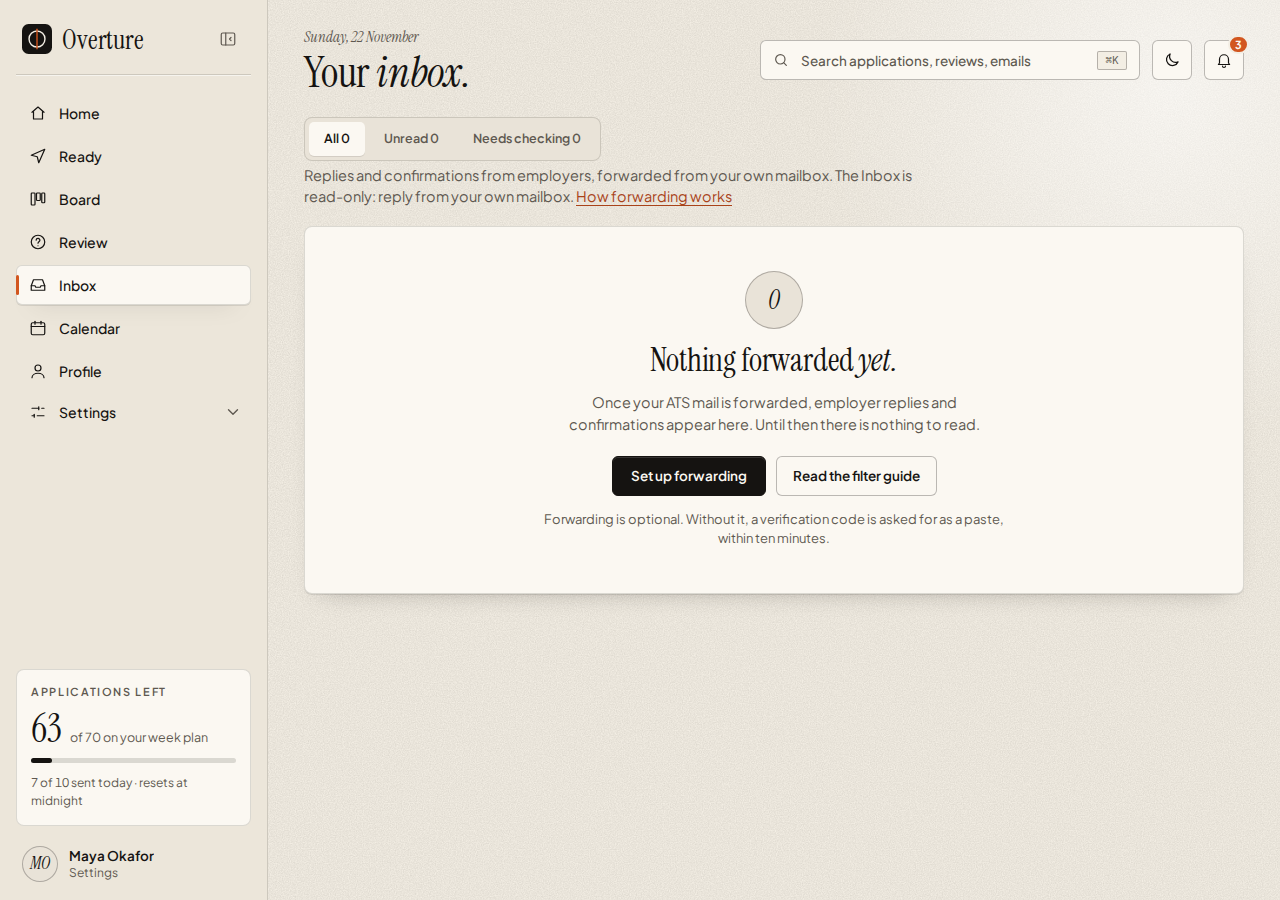 Overture
Home
Ready
Board
Review
Inbox
Calendar
Profile
Settings
APPLICATIONS LEFT
63 of 70 on your week plan
7 of 10 sent today · resets at
midnight
MO
Maya Okafor
Settings
Sunday, 22 November
Your inbox.
Search applications, reviews, emails
⌘K
3
All 0
Unread 0
Needs checking 0
Replies and confirmations from employers, forwarded from your own mailbox. The Inbox is
read-only: reply from your own mailbox. How forwarding works
0
Nothing forwarded yet.
Once your ATS mail is forwarded, employer replies and
confirmations appear here. Until then there is nothing to read.
Set up forwarding
Read the filter guide
Forwarding is optional. Without it, a verification code is asked for as a paste,
within ten minutes.